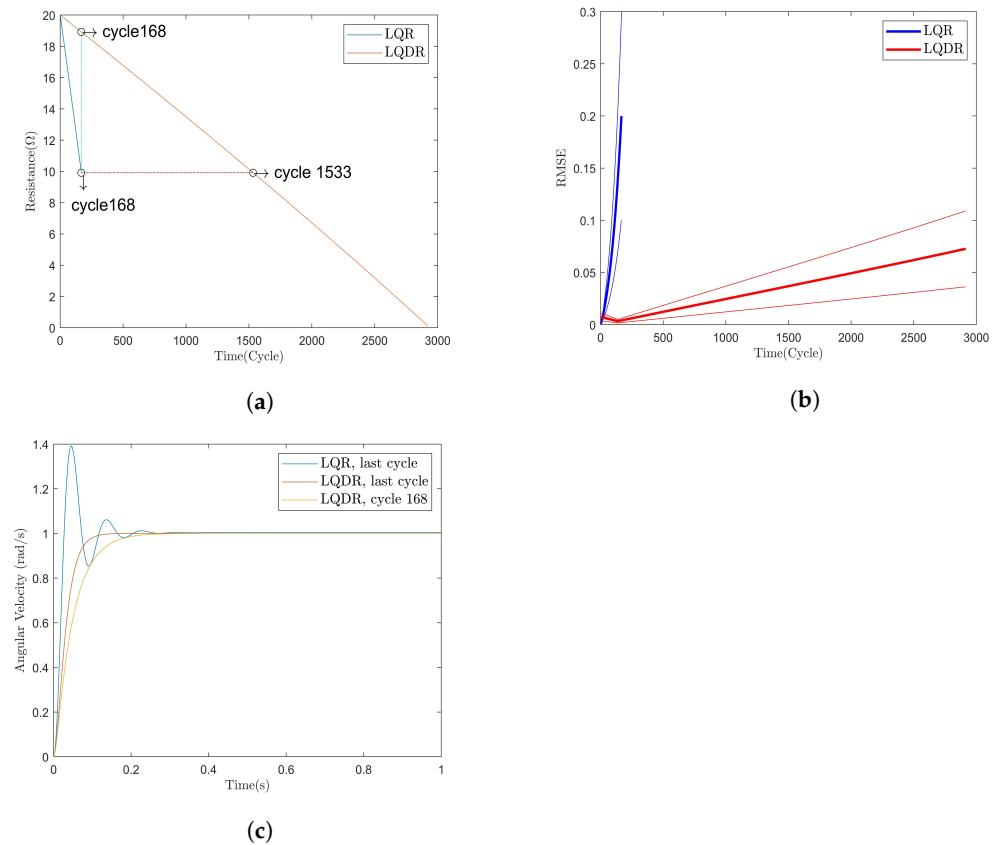 20
18
16
14
12
10
8
6
4
2
0
Resistance(Ω)
cycle168
cycle168
cycle 1533
LQR
LQDR
0 500 1000 1500 2000 2500 3000
Time(Cycle)
(a)
0.3
0.25
0.2
0.15
0.1
0.05
0
RMSE
LQR
LQDR
0 500 1000 1500 2000 2500 3000
Time(Cycle)
(b)
1.4
1.2
1
0.8
0.6
0.4
0.2
0
Angular Velocity (rad/s)
LQR, last cycle
LQDR, last cycle
LQDR, cycle 168
0 0.2 0.4 0.6 0.8 1
Time(s)
(c)